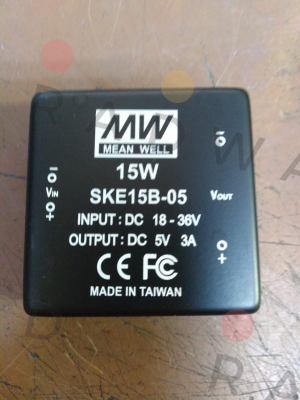 MW
MEAN WELL
15W
SKE15B-05
INPUT : DC 18 - 36V
OUTPUT : DC 5V 3A
VIN
VOUT
CE FC
MADE IN TAIWAN